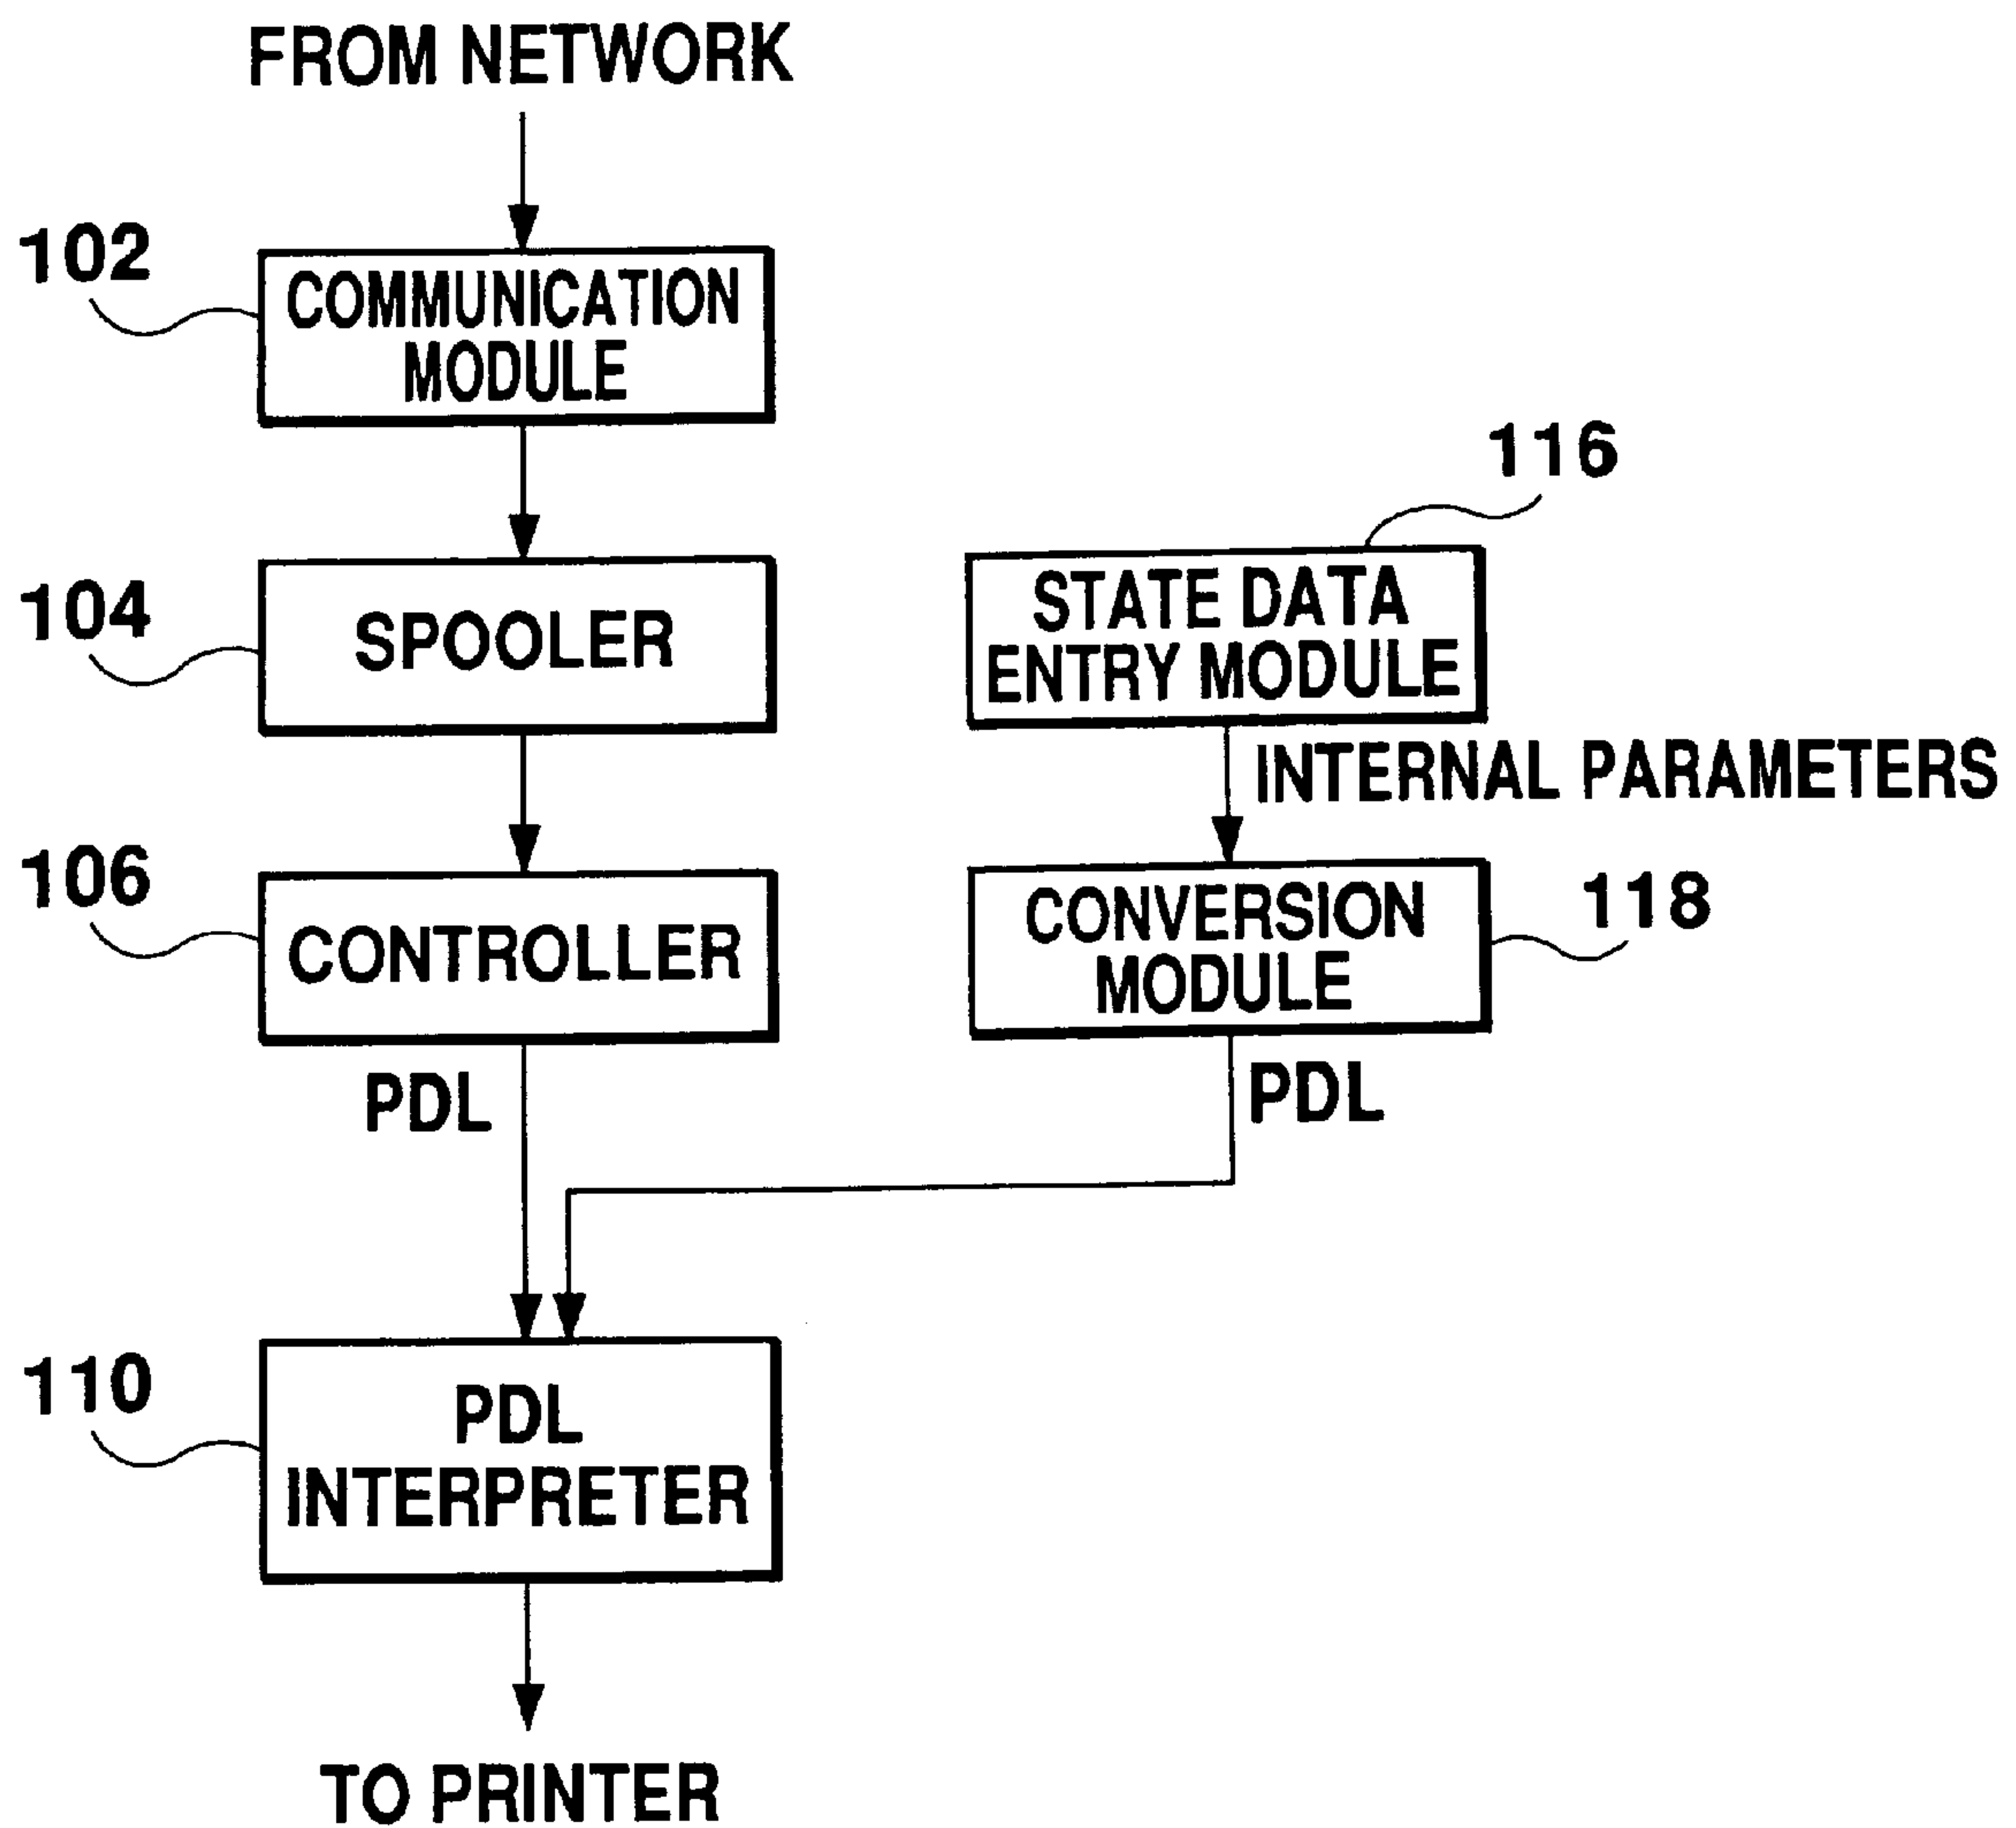 FROM NETWORK
102
COMMUNICATION
MODULE
116
104
SPOOLER
STATE DATA
ENTRY MODULE
INTERNAL PARAMETERS
106
CONTROLLER
CONVERSION
MODULE
118
PDL
PDL
110
PDL
INTERPRETER
TO PRINTER